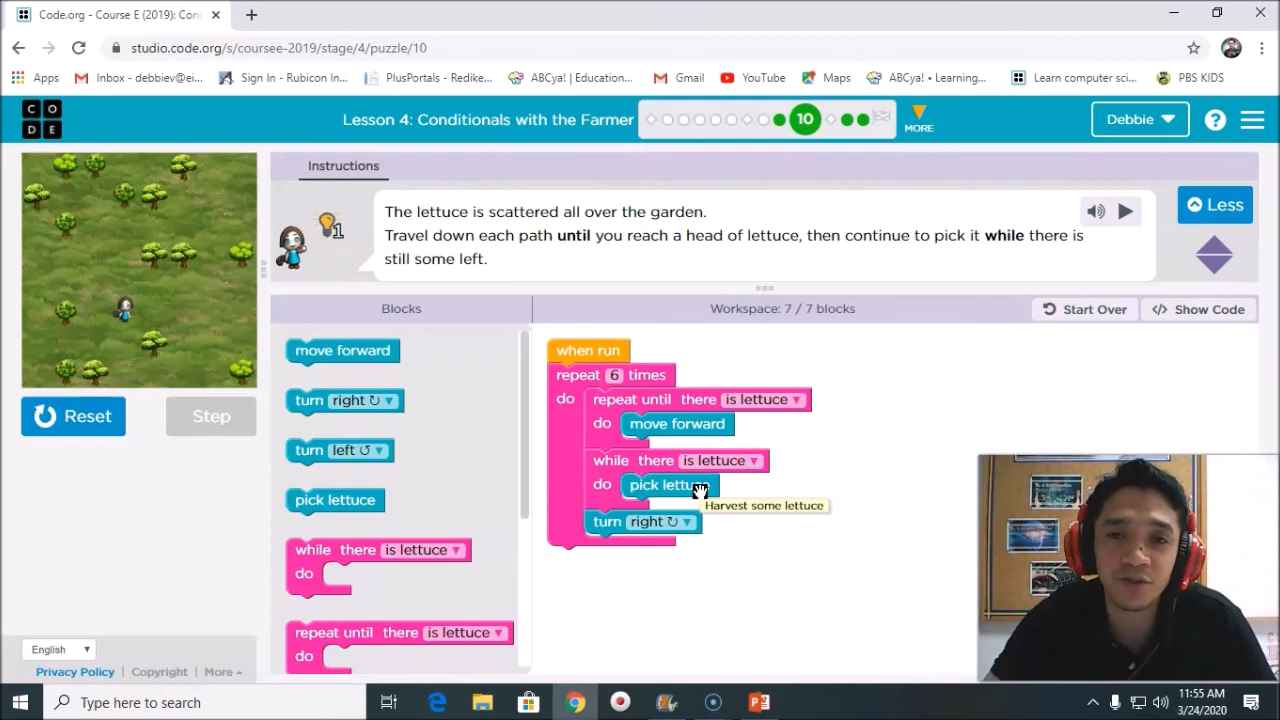 Code.org - Course E (2019): Conc
studio.code.org/s/coursee-2019/stage/4/puzzle/10
Apps
Inbox - debbiev@ei...
Sign In - Rubicon In...
PlusPortals - Redike...
ABCya! | Education...
Gmail
YouTube
Maps
ABCya! • Learning...
Learn computer sci...
PBS KIDS
C O
D E
Lesson 4: Conditionals with the Farmer
10
MORE
Debbie
?
Instructions
1
The lettuce is scattered all over the garden.
Travel down each path until you reach a head of lettuce, then continue to pick it while there is
still some left.
Less
Blocks
Workspace: 7 / 7 blocks
Start Over
</> Show Code
Reset
Step
move forward
turn right ↻
turn left ↺
pick lettuce
while there is lettuce
do
repeat until there is lettuce
do
when run
repeat 6 times
do
repeat until there is lettuce
do move forward
while there is lettuce
do pick lettuce
Harvest some lettuce
turn right ↻
English
Privacy Policy | Copyright | More
Type here to search
11:55 AM
3/24/2020